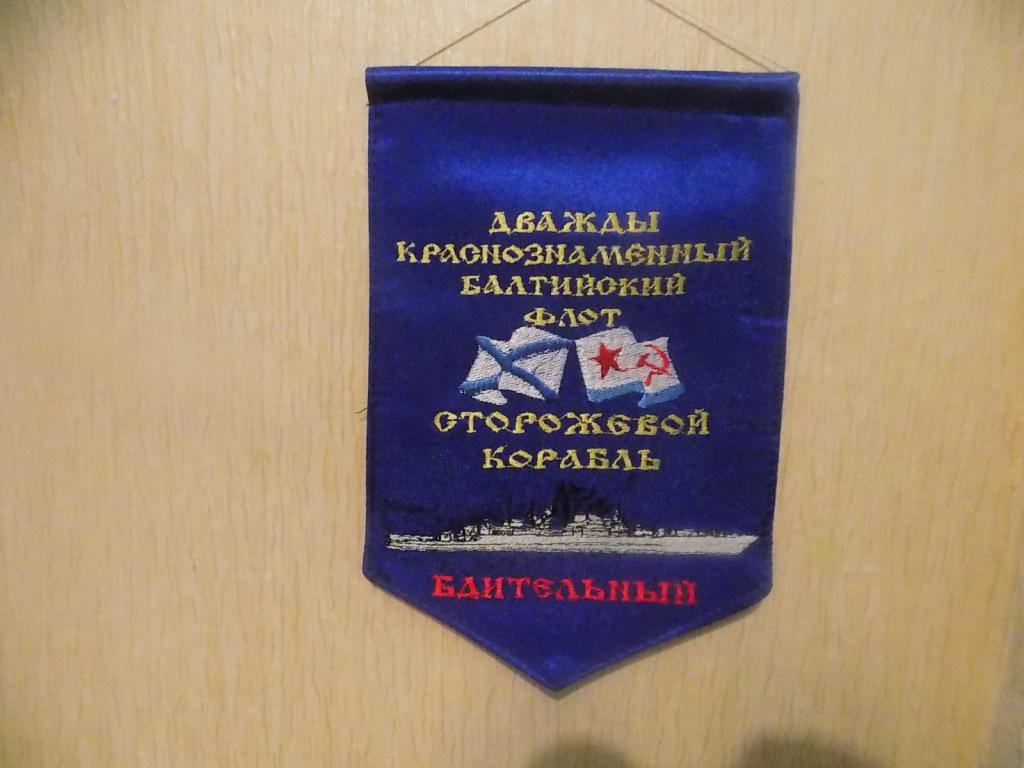 ДВАЖДЫ
КРАСНОЗНАМЕННЫЙ
БАЛТИЙСКИЙ
ФЛОТ
СТОРОЖЕВОЙ
КОРАБЛЬ
БДИТЕЛЬНЫЙ